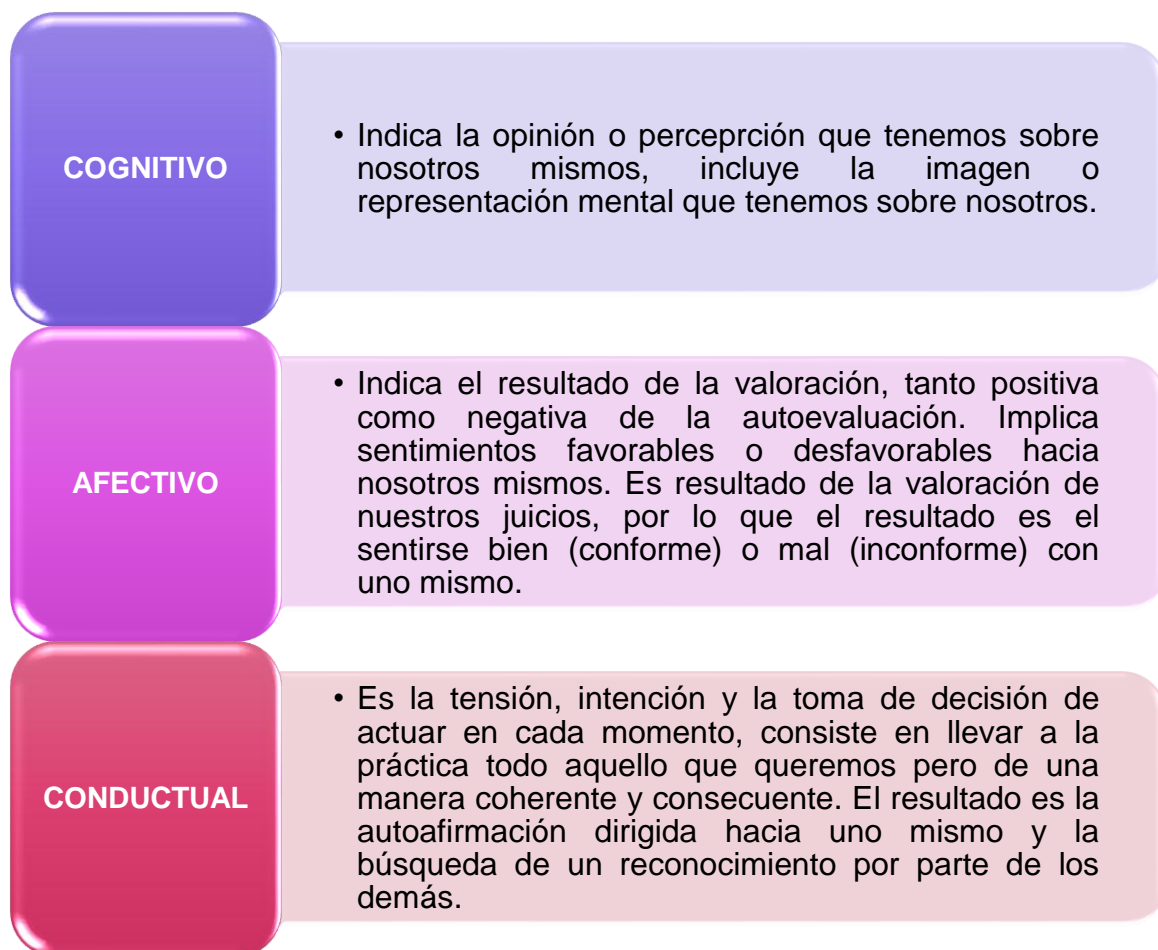 COGNITIVO
• Indica la opinión o peceprción que tenemos sobre
nosotros mismos, incluye la imagen o
representación mental que tenemos sobre nosotros.
AFECTIVO
• Indica el resultado de la valoración, tanto positiva
como negativa de la autoevaluación. Implica
sentimientos favorables o desfavorables hacia
nosotros mismos. Es resultado de la valoración de
nuestros juicios, por lo que el resultado es el
sentirse bien (conforme) o mal (inconforme) con
uno mismo.
CONDUCTUAL
• Es la tensión, intención y la toma de decisión de
actuar en cada momento, consiste en llevar a la
práctica todo aquello que queremos pero de una
manera coherente y consecuente. El resultado es la
autoafirmación dirigida hacia uno mismo y la
búsqueda de un reconocimiento por parte de los
demás.